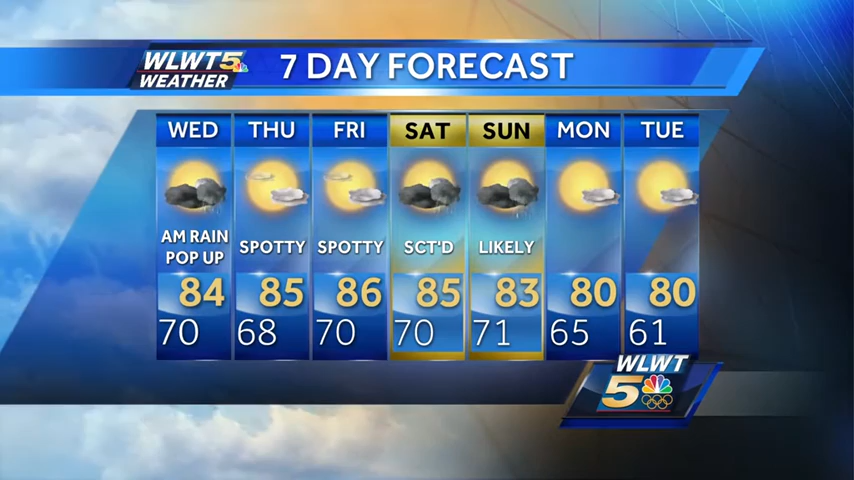 WLWT5
WEATHER
7 DAY FORECAST
WED THU FRI SAT SUN MON TUE
AM RAIN
POP UP SPOTTY SPOTTY SCT'D LIKELY
84 85 86 85 83 80 80
70 68 70 70 71 65 61
WLWT
5